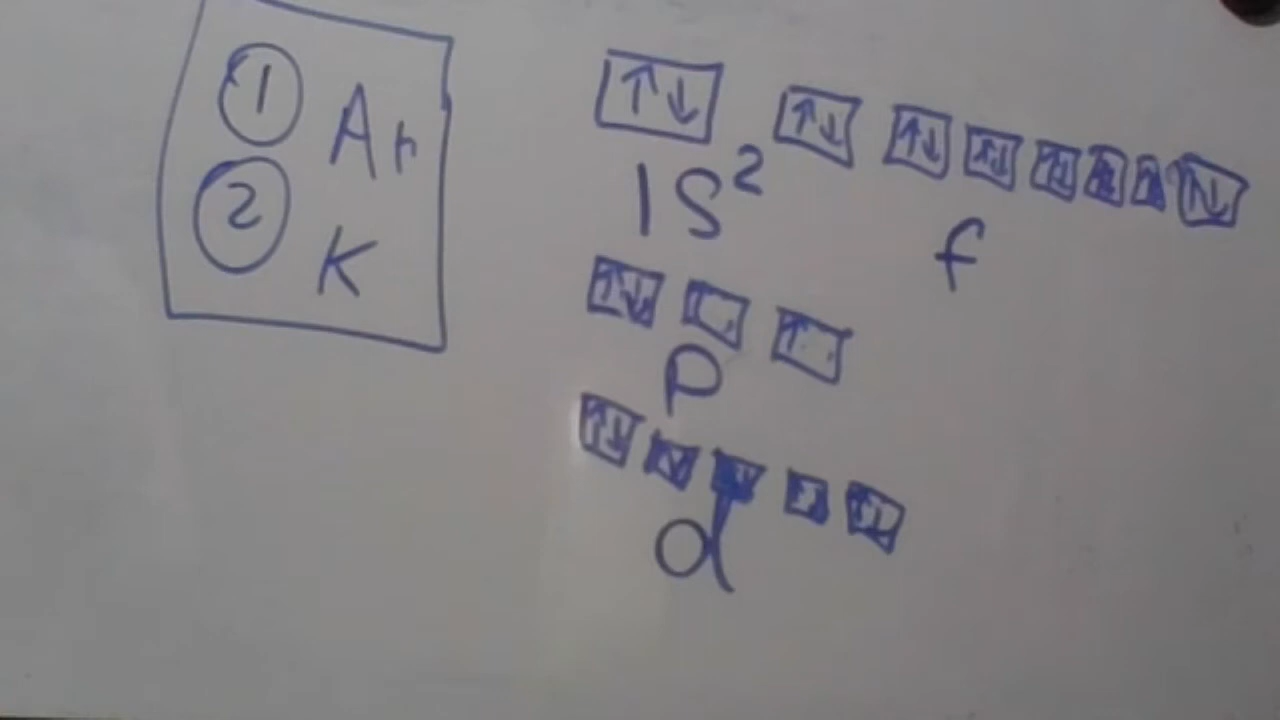 1 Ar
2 K
↑↓ ↑↓ ↑↓ ↑↓ ↑↓ ↑↓
1S²
f
↑↓ ↑
P
↑↓ ↑↓
d